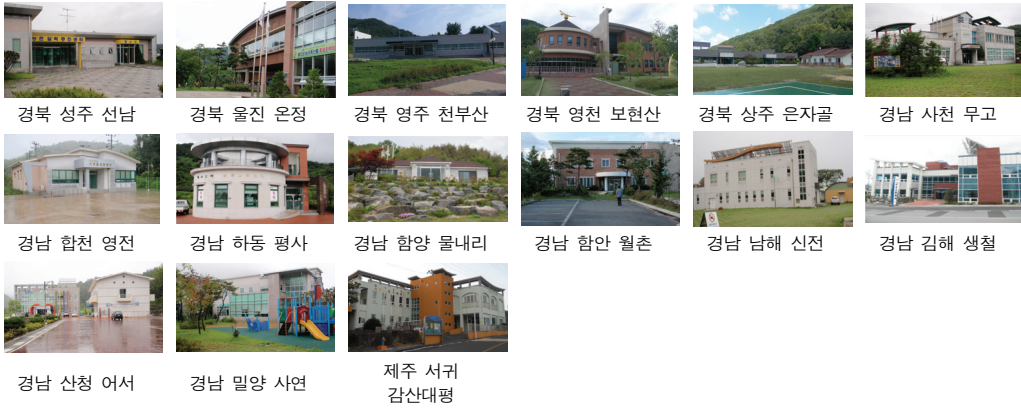 경북 성주 선남
경북 울진 온정
경북 영주 천부산
경북 영천 보현산
경북 상주 은자골
경남 사천 무고
경남 합천 영전
경남 하동 평사
경남 함양 물내리
경남 함안 월촌
경남 남해 신전
경남 김해 생철
경남 산청 어서
경남 밀양 사연
제주 서귀
감산대평